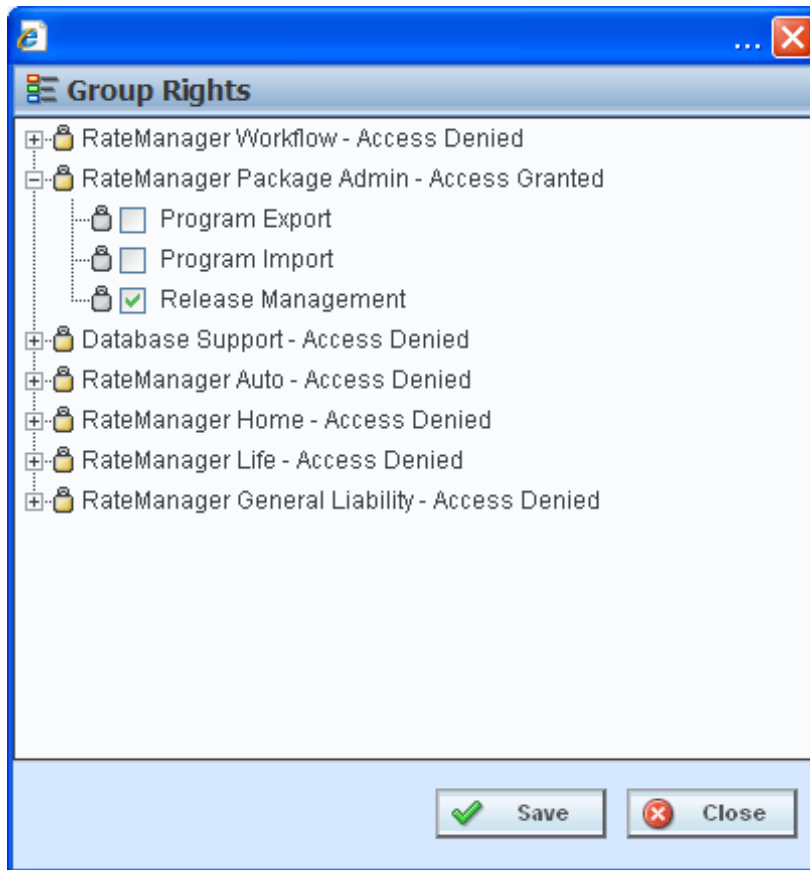 ...
Group Rights
RateManager Workflow - Access Denied
RateManager Package Admin - Access Granted
Program Export
Program Import
Release Management
Database Support - Access Denied
RateManager Auto - Access Denied
RateManager Home - Access Denied
RateManager Life - Access Denied
RateManager General Liability - Access Denied
Save Close